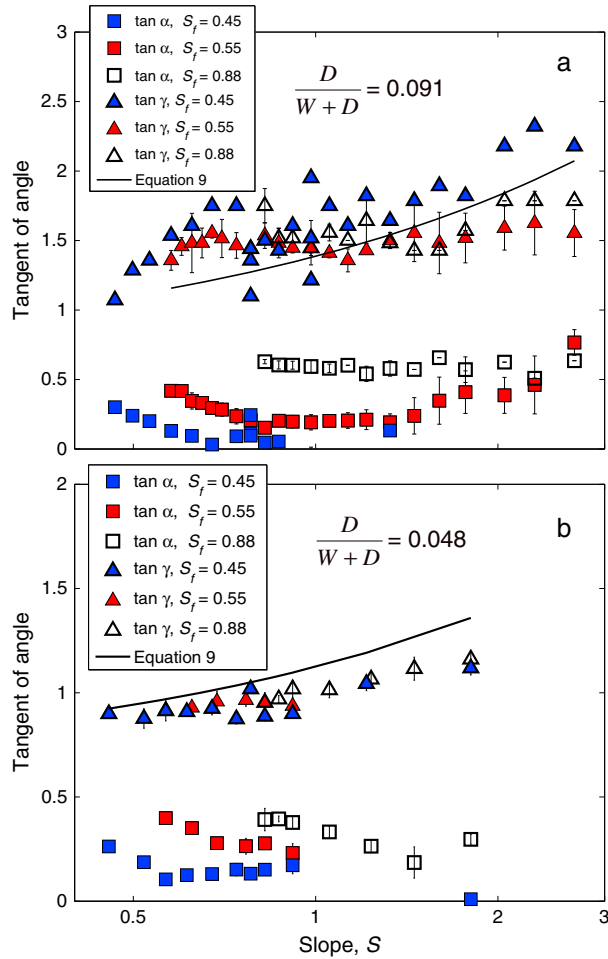 3
2.5
2
1.5
1
0.5
0
Tangent of angle
tan α, S_f = 0.45
tan α, S_f = 0.55
tan α, S_f = 0.88
tan γ, S_f = 0.45
tan γ, S_f = 0.55
tan γ, S_f = 0.88
Equation 9
D
W + D
= 0.091
a
2
1.5
1
0.5
0
Tangent of angle
tan α, S_f = 0.45
tan α, S_f = 0.55
tan α, S_f = 0.88
tan γ, S_f = 0.45
tan γ, S_f = 0.55
tan γ, S_f = 0.88
Equation 9
D
W + D
= 0.048
b
0.5 1 2 3
Slope, S